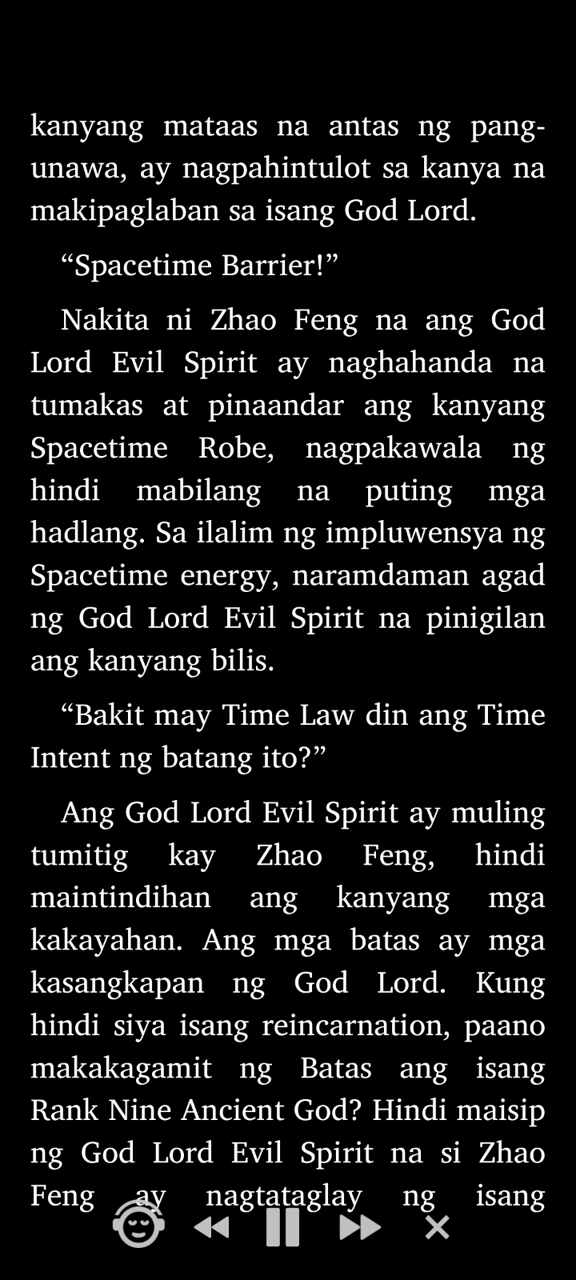 kanyang mataas na antas ng pang-
unawa, ay nagpahintulot sa kanya na
makipaglaban sa isang God Lord.
“Spacetime Barrier!”
Nakita ni Zhao Feng na ang God
Lord Evil Spirit ay naghahanda na
tumakas at pinaandar ang kanyang
Spacetime Robe, nagpakawala ng
hindi mabilang na puting mga
hadlang. Sa ilalim ng impluwensya ng
Spacetime energy, naramdaman agad
ng God Lord Evil Spirit na pinigilan
ang kanyang bilis.
“Bakit may Time Law din ang Time
Intent ng batang ito?”
Ang God Lord Evil Spirit ay muling
tumitig kay Zhao Feng, hindi
maintindihan ang kanyang mga
kakayahan. Ang mga batas ay mga
kasangkapan ng God Lord. Kung
hindi siya isang reincarnation, paano
makakagamit ng Batas ang isang
Rank Nine Ancient God? Hindi maisip
ng God Lord Evil Spirit na si Zhao
Feng ay nagtataglay ng isang